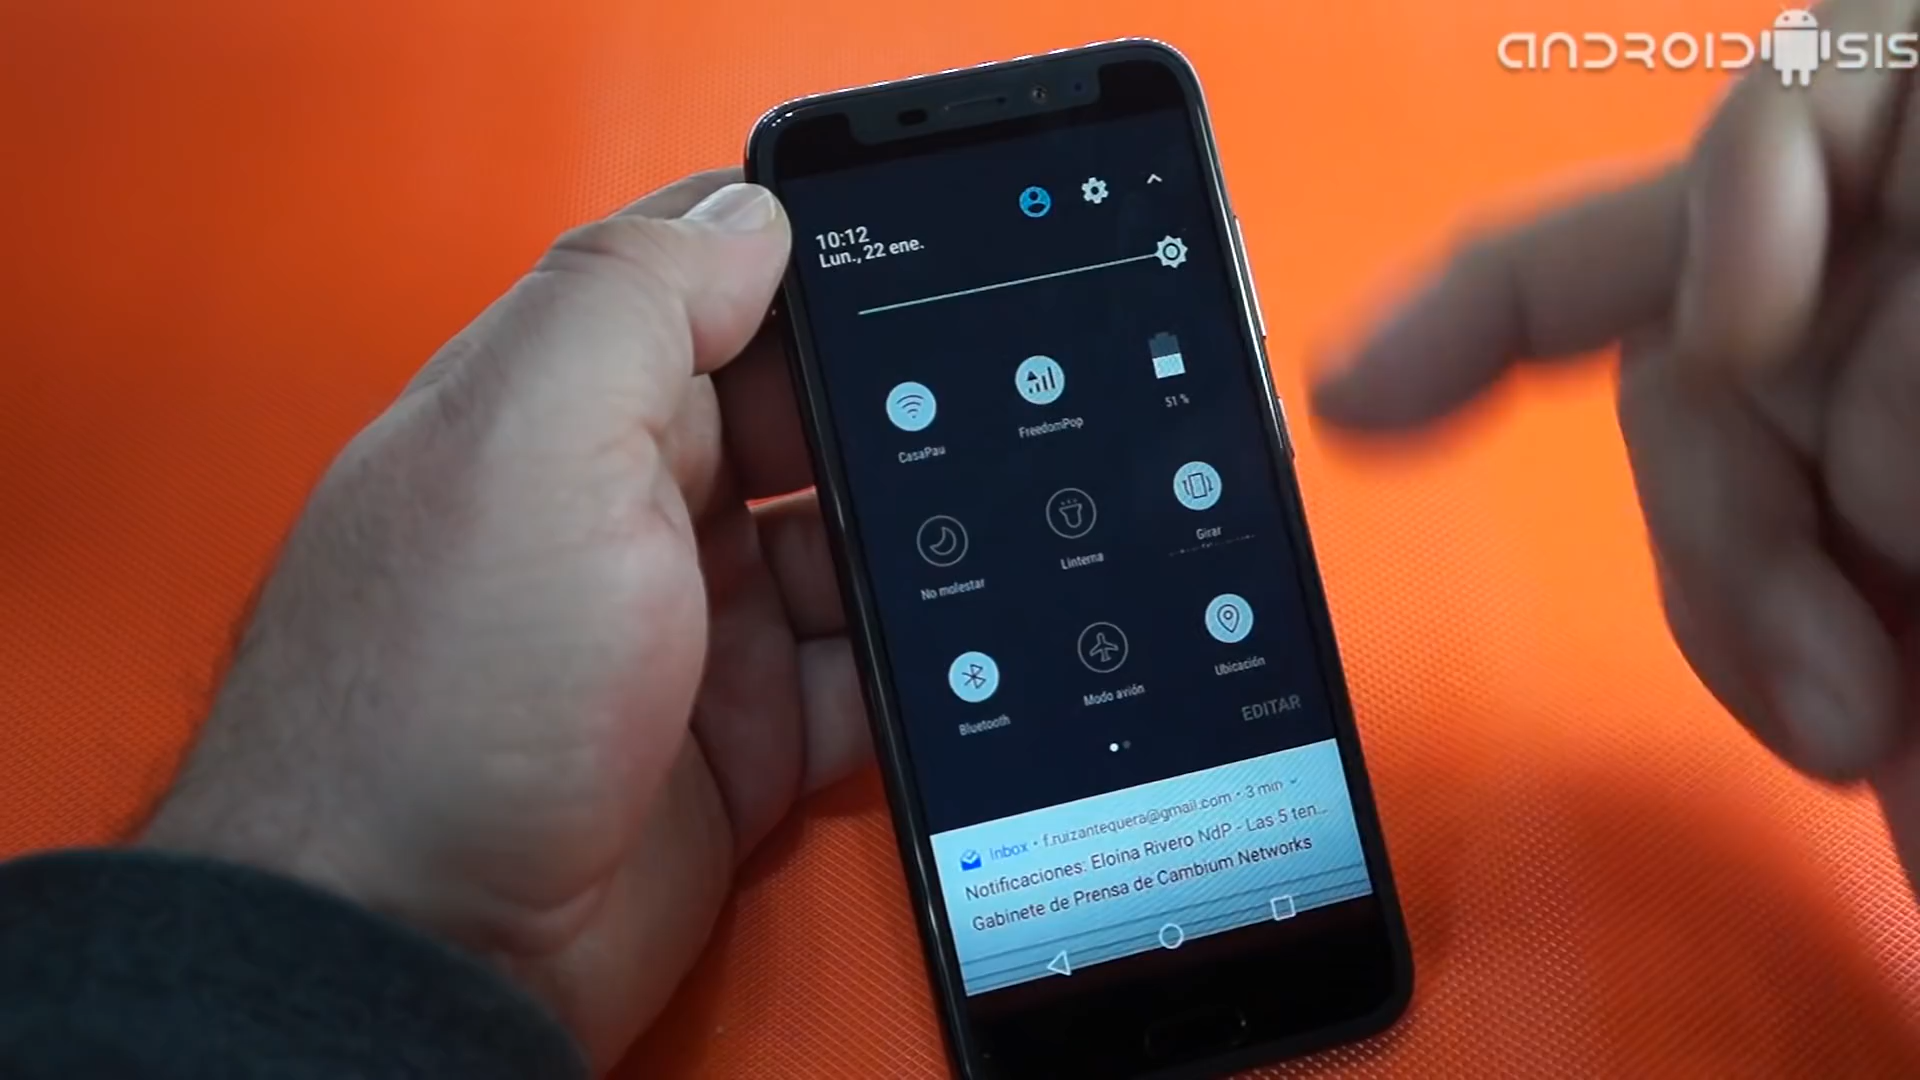 ANDROIDSIS
10:12
Lun., 22 ene.
CasaPau
FreedomPop
51 %
No molestar
Linterna
Girar
Bluetooth
Modo avión
Ubicación
EDITAR
Inbox • f.ruizantequera@gmail.com • 3 min
Notificaciones: Eloina Rivero NdP - Las 5 ten...
Gabinete de Prensa de Cambium Networks